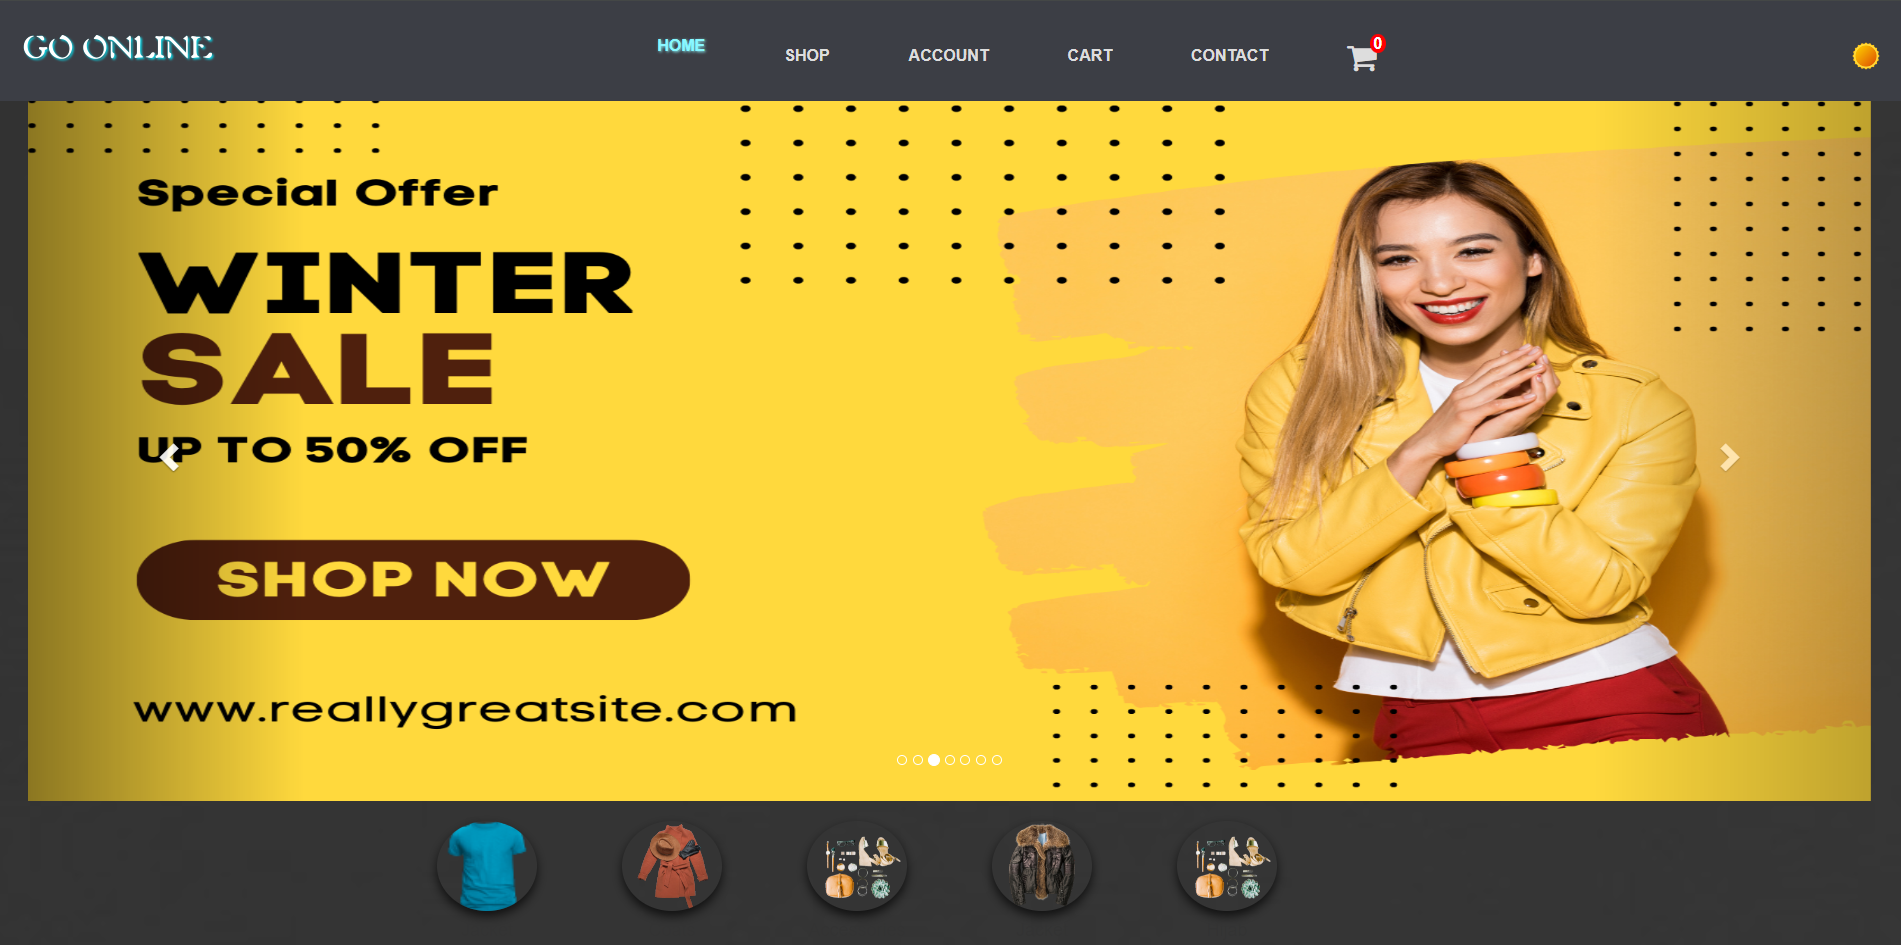 GO ONLINE
HOME
SHOP
ACCOUNT
CART
CONTACT
0
Special Offer
WINTER
SALE
UP TO 50% OFF
SHOP NOW
www.reallygreatsite.com